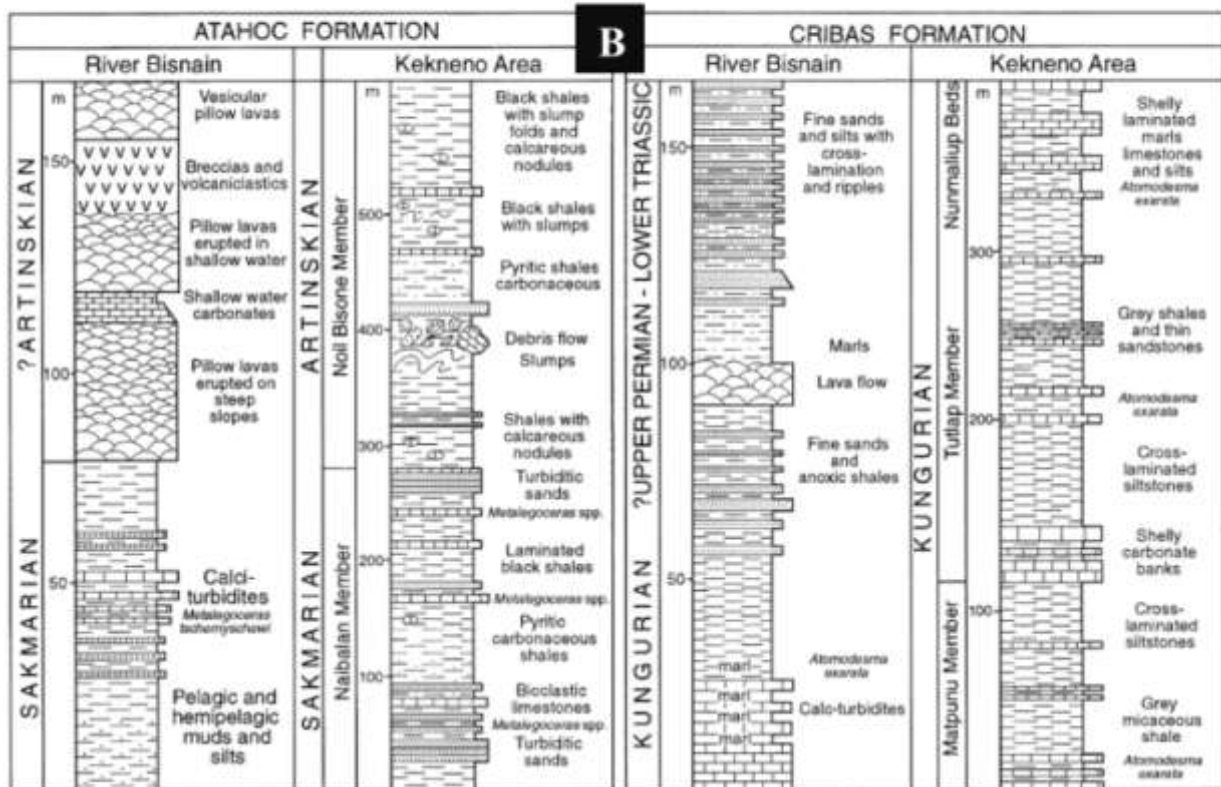 B
ATAHOC FORMATION
River Bisnain
Kekneno Area
?ARTINSKIAN
SAKMARIAN
m
150
100
50
Vesicular
pillow lavas
Breccias and
volcaniclastics
Pillow lavas
erupted in
shallow water
Shallow water
carbonates
Pillow lavas
erupted on
steep
slopes
Calci-
turbidites
Metalegoceras
tschernyschewi
Pelagic and
hemipelagic
muds and
silts
ARTINSKIAN
SAKMARIAN
Noil Bisone Member
Nalbalan Member
m
500
400
300
200
100
Black shales
with slump
folds and
calcareous
nodules
Black shales
with slumps
Pyritic shales
carbonaceous
Debris flow
Slumps
Shales with
calcareous
nodules
Turbiditic
sands
Metalegoceras spp.
Laminated
black shales
Metalegoceras spp.
Pyritic
carbonaceous
shales
Bioclastic
limestones
Metalegoceras spp.
Turbiditic
sands
CRIBAS FORMATION
River Bisnain
Kekneno Area
?UPPER PERMIAN - LOWER TRIASSIC
KUNGURIAN
m
150
100
50
Fine sands
and silts with
cross-
lamination
and ripples
Marls
Lava flow
Fine sands
and
anoxic shales
Atomodesma
exarata
marl
marl
marl
marl
Calc-turbidites
KUNGURIAN
Nunmaliup Beds
Tutlap Member
Matpunu Member
m
300
200
100
Shelly
laminated
marls
limestones
and silts
Atomodesma
exarata
Grey shales
and thin
sandstones
Atomodesma
exarata
Cross-
laminated
siltstones
Shelly
carbonate
banks
Cross-
laminated
siltstones
Grey
micaceous
shale
Atomodesma
exarata